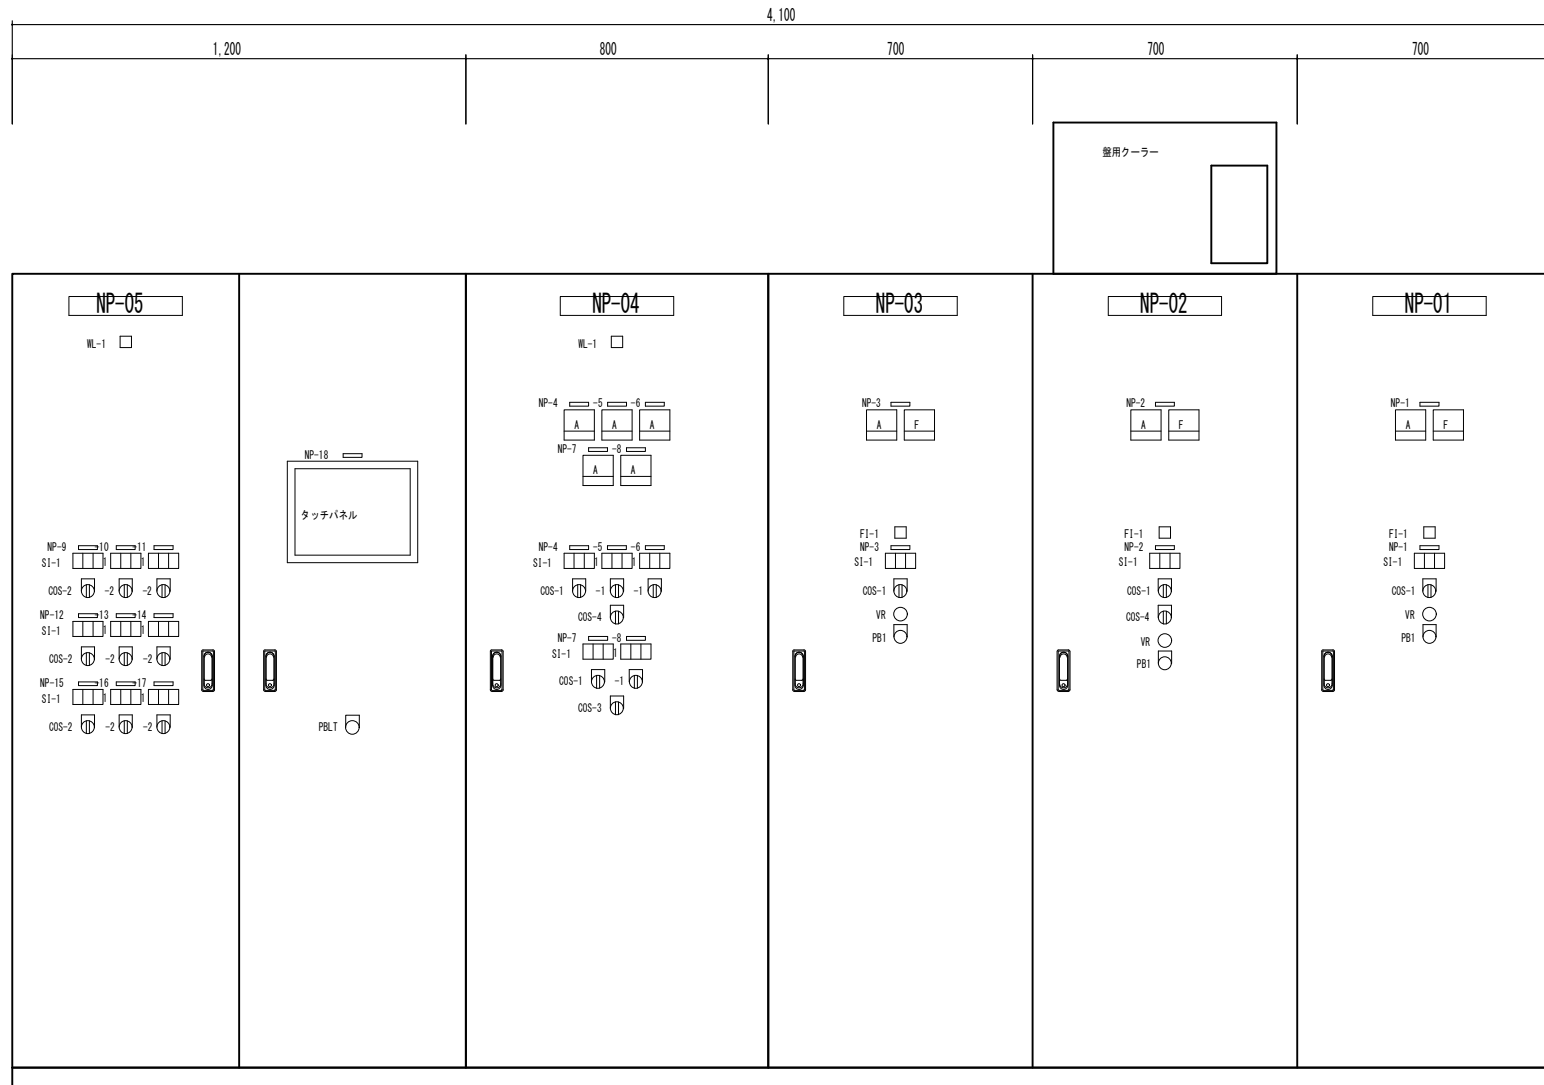 4,100
1,200 800 700 700 700
盤用クーラー
NP-05 NP-04 NP-03 NP-02 NP-01
WL-1 WL-1
NP-4 -5 -6 NP-3 NP-2 NP-1
A A A A F A F A F
NP-7 -8
NP-18
A A
タッチパネル
FI-1 FI-1 FI-1
NP-9 -10 -11 NP-4 -5 -6 NP-3 NP-2 NP-1
SI-1 SI-1 SI-1 SI-1 SI-1
COS-2 -2 -2 COS-1 -1 -1 COS-1 COS-1 COS-1
NP-12 -13 -14 COS-4 VR COS-4 VR
SI-1 NP-7 -8 PB1 VR PB1
SI-1
COS-2 -2 -2 PB1
NP-15 -16 -17 COS-1 -1
SI-1
COS-3
COS-2 -2 -2 PBLT